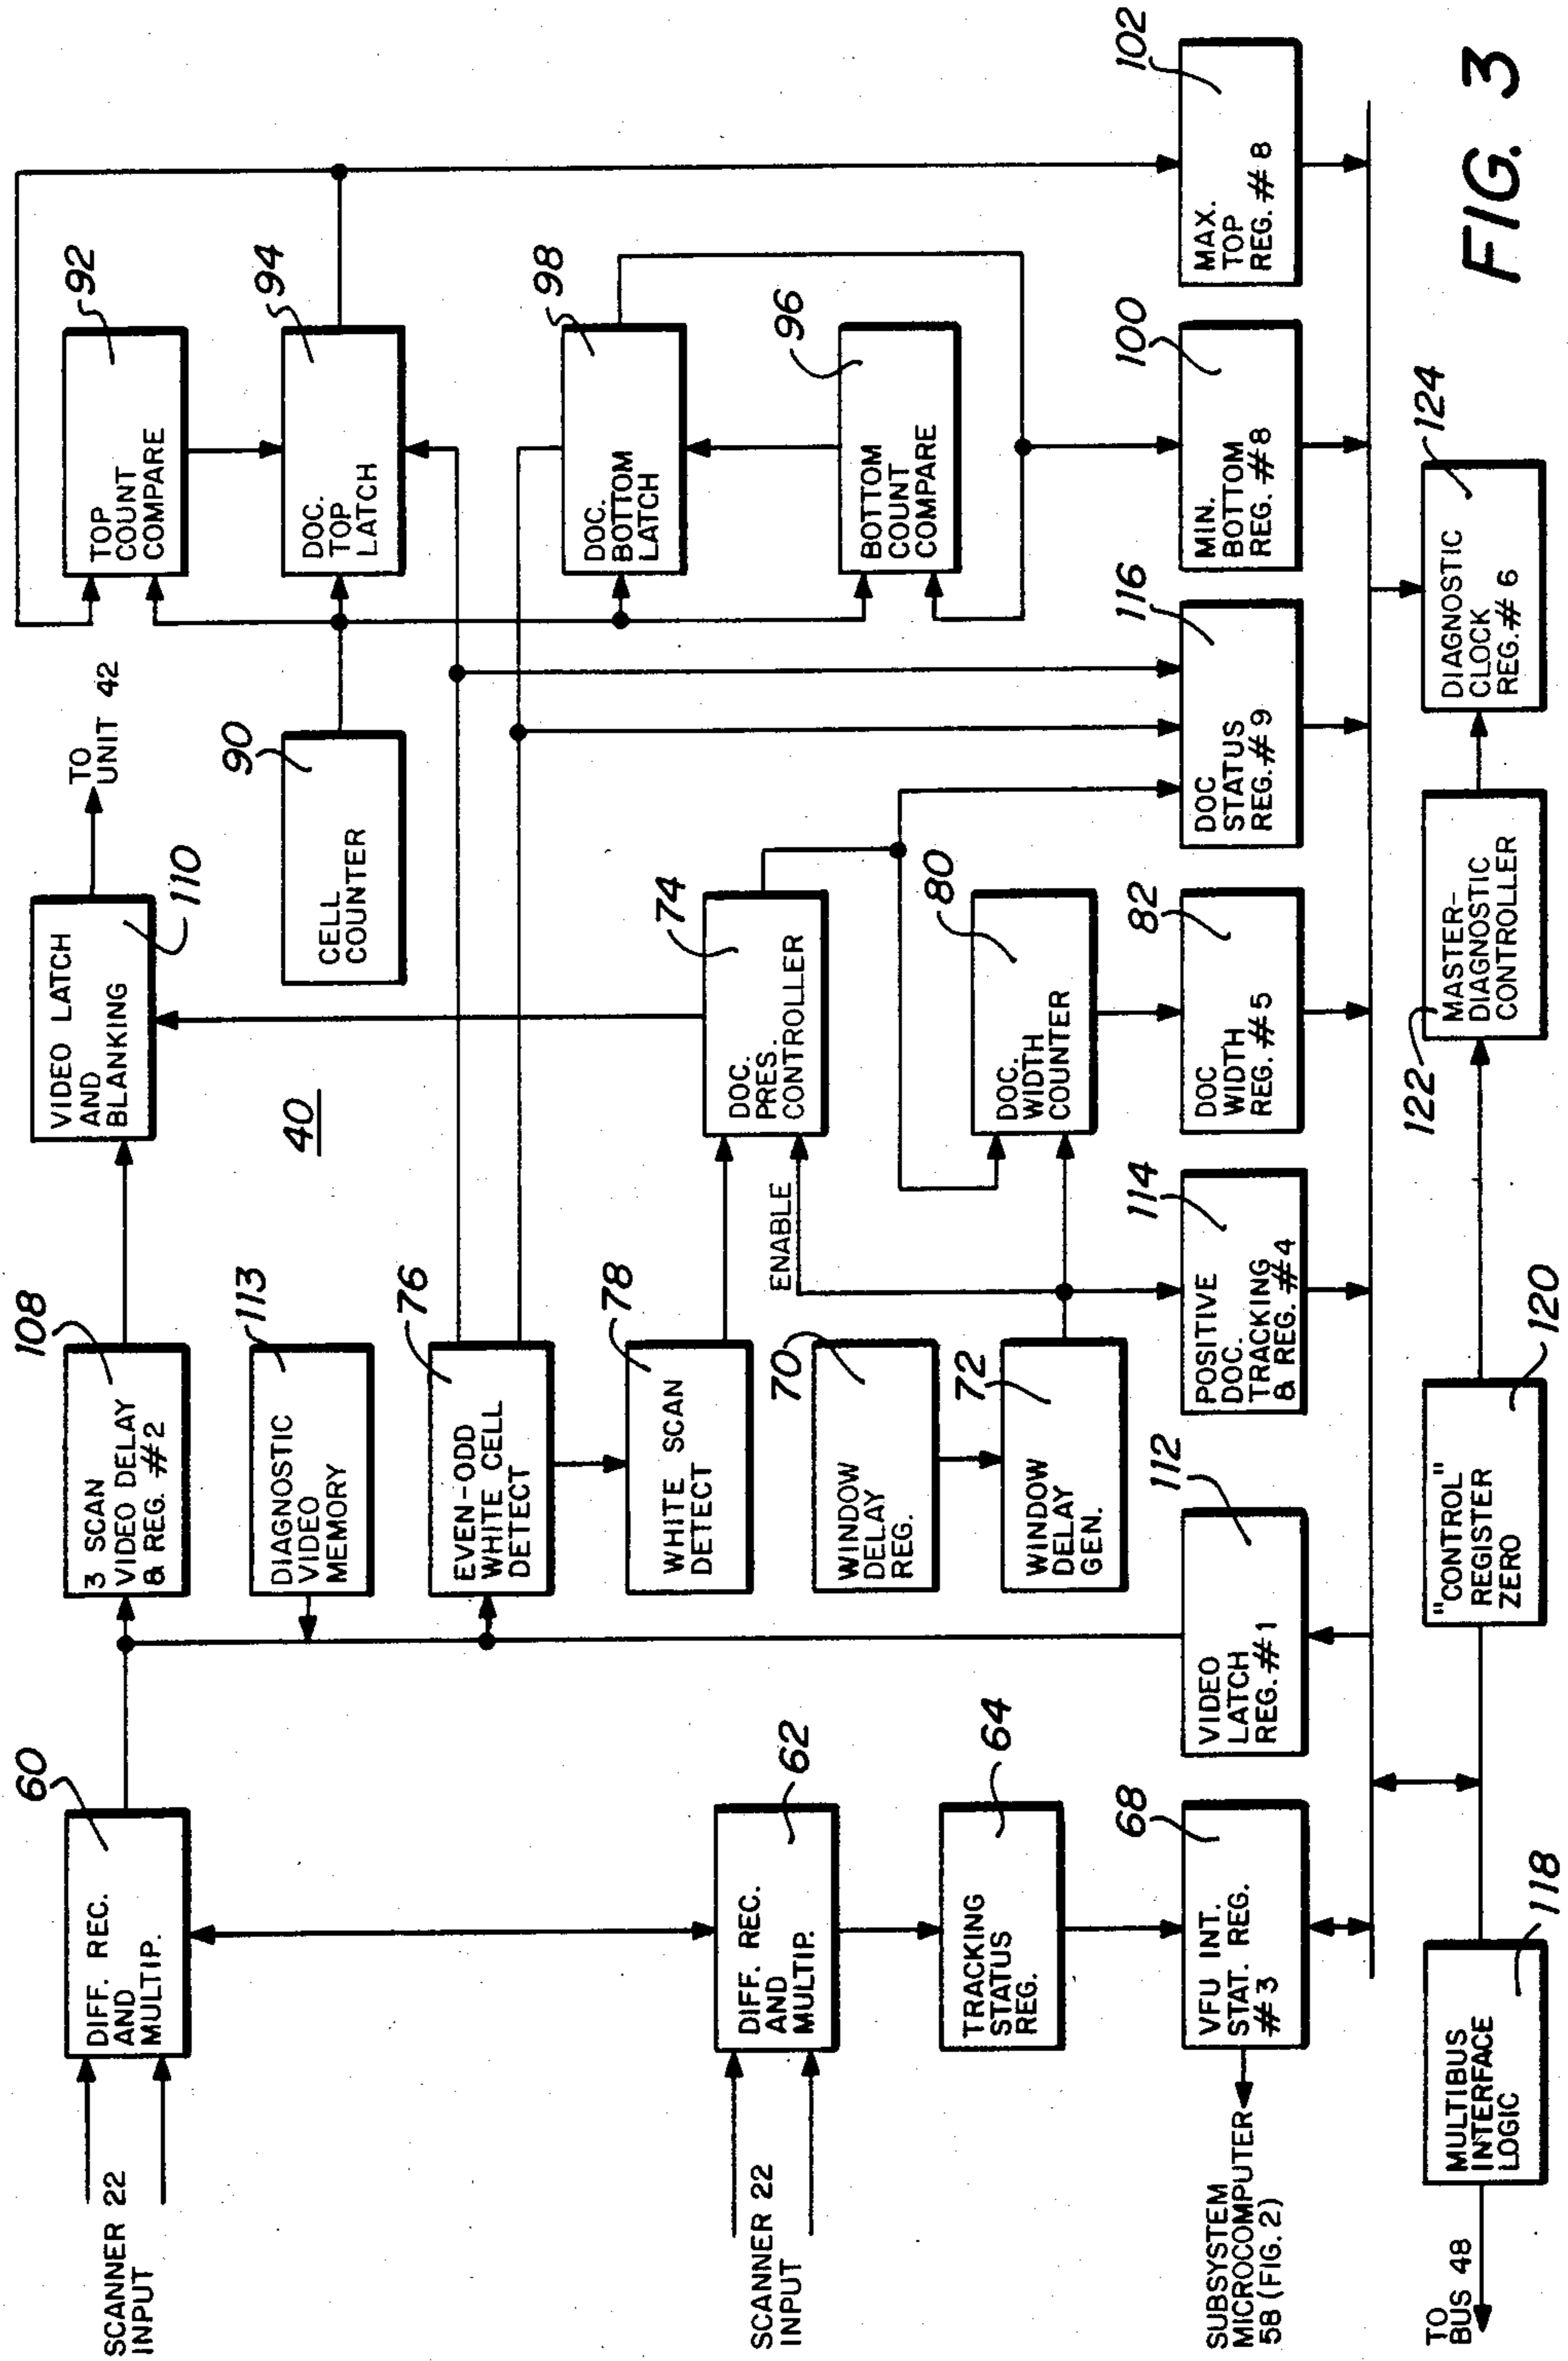 SCANNER 22
INPUT
60
DIFF. REC.
AND
MULTIP.
108
3 SCAN
VIDEO DELAY
& REG. #2
VIDEO LATCH
AND
BLANKING
110
TO
UNIT 42
TOP
COUNT
COMPARE
92
113
DIAGNOSTIC
VIDEO
MEMORY
40
90
CELL
COUNTER
DOC.
TOP
LATCH
94
76
EVEN-ODD
WHITE CELL
DETECT
DOC.
BOTTOM
LATCH
98
78
WHITE SCAN
DETECT
SCANNER 22
INPUT
DIFF. REC.
AND
MULTIP.
62
74
DOC.
PRES.
CONTROLLER
ENABLE
70
WINDOW
DELAY
REG.
96
BOTTOM
COUNT
COMPARE
TRACKING
STATUS
REG.
64
72
WINDOW
DELAY
GEN.
DOC.
WIDTH
COUNTER
80
SUBSYSTEM
MICROCOMPUTER
58 (FIG. 2)
VFU INT.
STAT. REG.
#3
68
VIDEO
LATCH
REG. #1
112
POSITIVE
DOC.
TRACKING
& REG. #4
114
DOC
WIDTH
REG. #5
82
DOC
STATUS
REG. #9
116
MIN.
BOTTOM
REG. #8
100
MAX.
TOP
REG. #8
102
TO
BUS 48
MULTIBUS
INTERFACE
LOGIC
118
"CONTROL"
REGISTER
ZERO
120
122
MASTER-
DIAGNOSTIC
CONTROLLER
DIAGNOSTIC
CLOCK
REG. # 6
124
FIG. 3